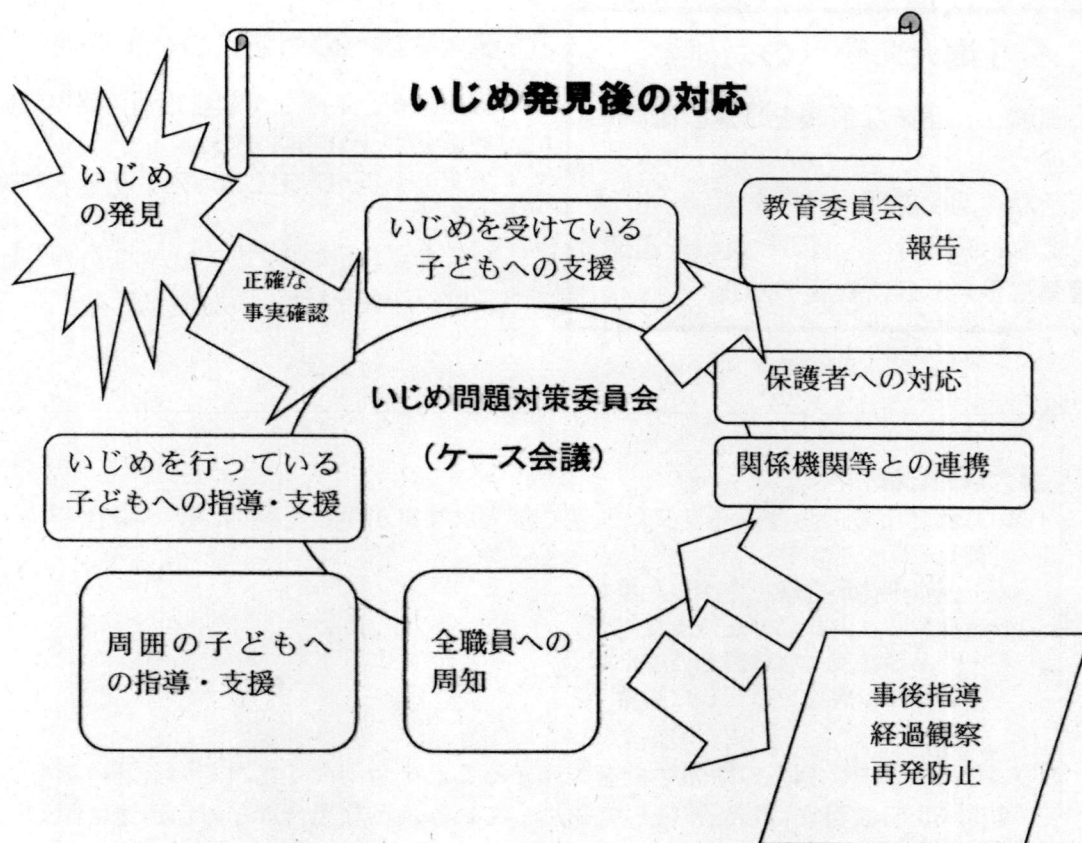 いじめ発見後の対応
いじめ
の発見
正確な
事実確認
いじめを受けている
子どもへの支援
教育委員会へ
報告
いじめ問題対策委員会
(ケース会議)
保護者への対応
関係機関等との連携
いじめを行っている
子どもへの指導・支援
周囲の子どもへ
の指導・支援
全職員への
周知
事後指導
経過観察
再発防止